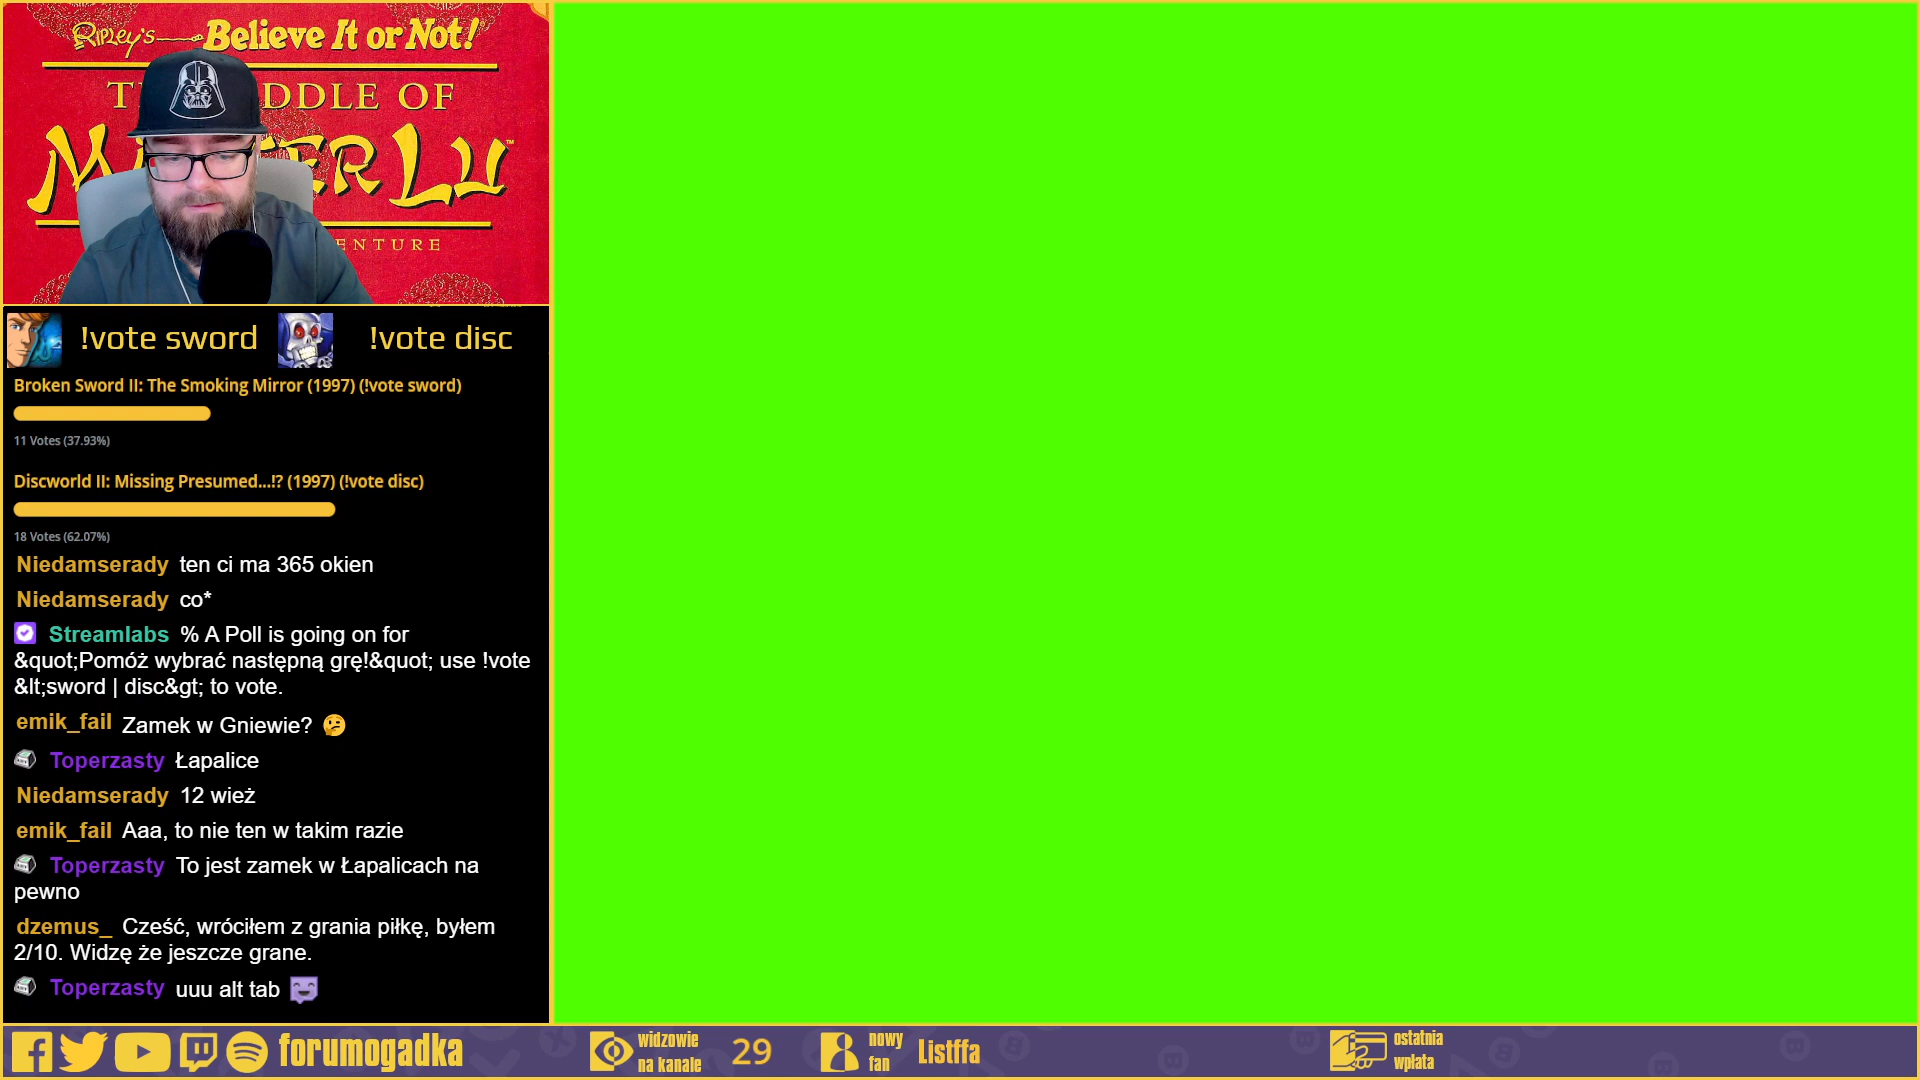 Ripley's Believe It or Not!
DDLE OF
LU™
ENTURE
!vote sword !vote disc
Broken Sword II: The Smoking Mirror (1997) (!vote sword)
11 Votes (37.93%)
Discworld II: Missing Presumed...!? (1997) (!vote disc)
18 Votes (62.07%)
Niedamserady ten ci ma 365 okien
Niedamserady co*
Streamlabs % A Poll is going on for
&quot;Pomóż wybrać następną grę!&quot; use !vote
&lt;sword | disc&gt; to vote.
emik_fail Zamek w Gniewie? 🤔
Toperzasty Łapalice
Niedamserady 12 wież
emik_fail Aaa, to nie ten w takim razie
Toperzasty To jest zamek w Łapalicach na
pewno
dzemus_ Cześć, wróciłem z grania piłkę, byłem
2/10. Widzę że jeszcze grane.
Toperzasty uuu alt tab
forumogadka
widzowie
na kanale
29
nowy
fan
Listffa
ostatnia
wpłata